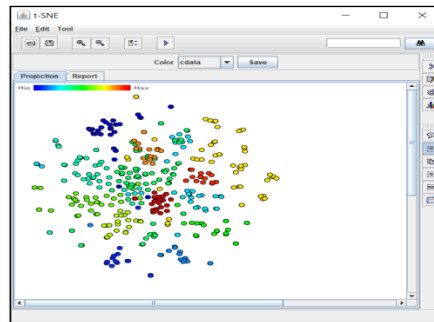 t-SNE
File Edit Tool
Color cdata Save
Projection Report
Min Max